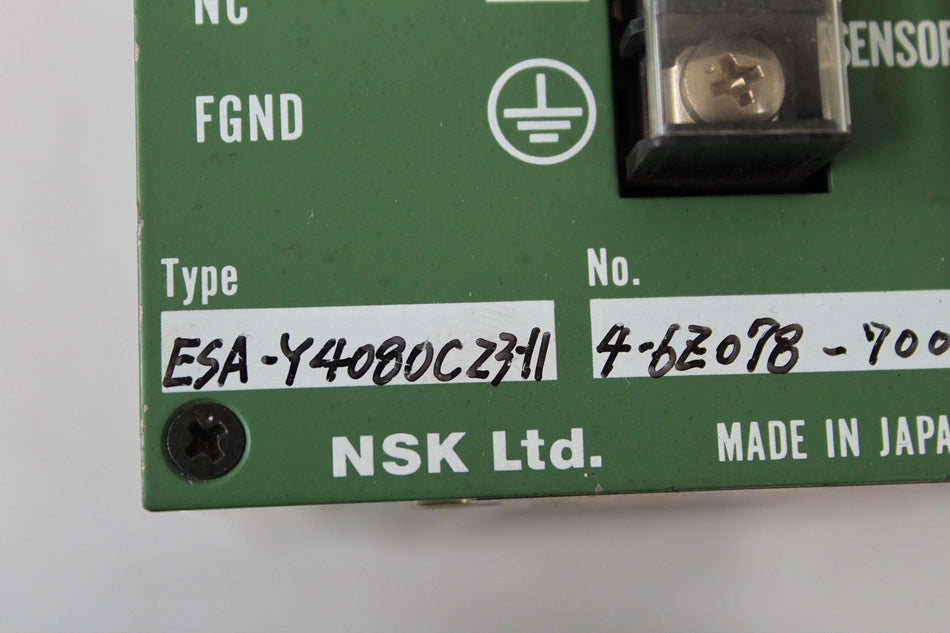 NC
SENSOR
FGND
Type
No.
ESA-Y4080C23-11
4-6Z078-700
NSK Ltd.
MADE IN JAPA